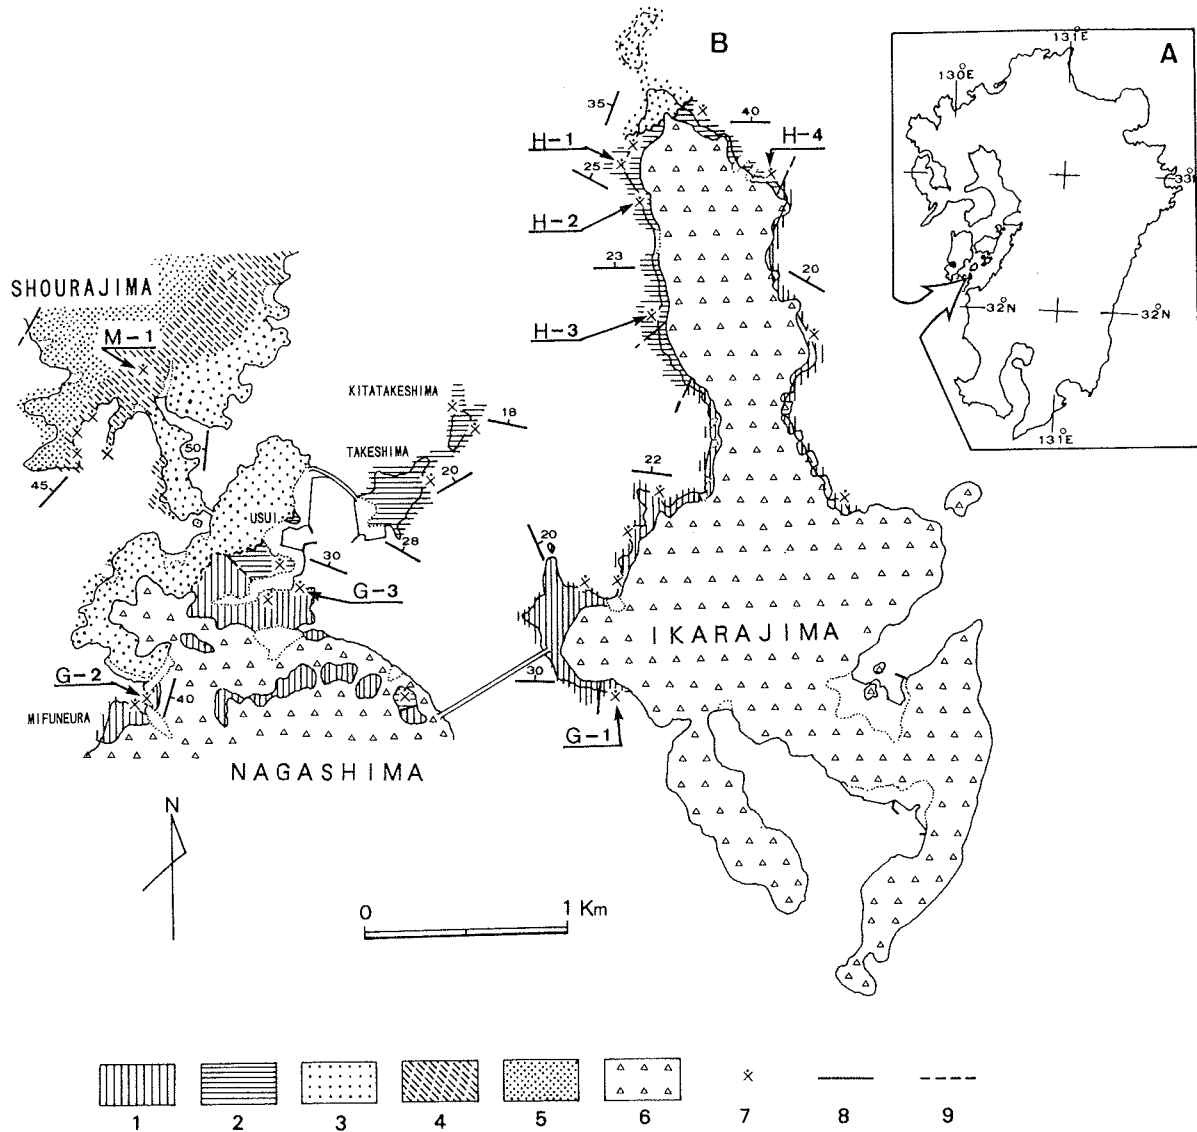 B
A
131°E
130°E
35
40
H-1
H-4
25
33
H-2
23
20
SHOURAJIMA
32°N
32°N
M-1
H-3
KITATAKESHIMA
18
131°E
50
TAKESHIMA
22
45
20
USUI
28
20
30
G-3
IKARAJIMA
G-2
40
30
MIFUNEURA
G-1
NAGASHIMA
N
0 1 Km
1 2 3 4 5 6 7 8 9